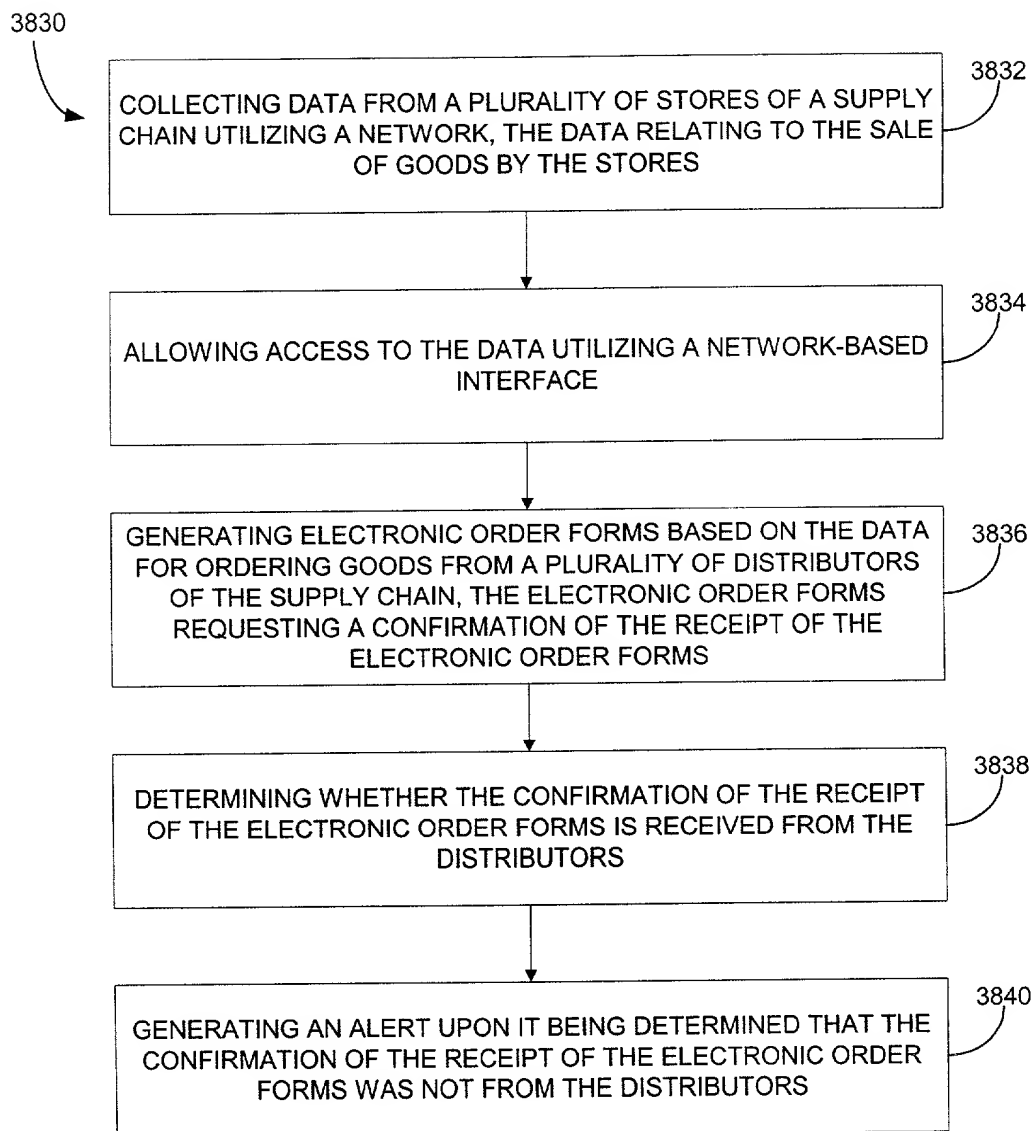 3830
3832
COLLECTING DATA FROM A PLURALITY OF STORES OF A SUPPLY
CHAIN UTILIZING A NETWORK, THE DATA RELATING TO THE SALE
OF GOODS BY THE STORES
3834
ALLOWING ACCESS TO THE DATA UTILIZING A NETWORK-BASED
INTERFACE
3836
GENERATING ELECTRONIC ORDER FORMS BASED ON THE DATA
FOR ORDERING GOODS FROM A PLURALITY OF DISTRIBUTORS
OF THE SUPPLY CHAIN, THE ELECTRONIC ORDER FORMS
REQUESTING A CONFIRMATION OF THE RECEIPT OF THE
ELECTRONIC ORDER FORMS
3838
DETERMINING WHETHER THE CONFIRMATION OF THE RECEIPT
OF THE ELECTRONIC ORDER FORMS IS RECEIVED FROM THE
DISTRIBUTORS
3840
GENERATING AN ALERT UPON IT BEING DETERMINED THAT THE
CONFIRMATION OF THE RECEIPT OF THE ELECTRONIC ORDER
FORMS WAS NOT FROM THE DISTRIBUTORS